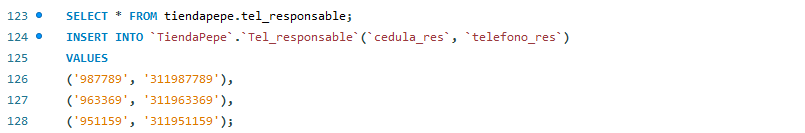 123 SELECT * FROM tiendapepe.tel_responsable;
124 INSERT INTO `TiendaPepe`.`Tel_responsable`(`cedula_res`, `telefono_res`)
125 VALUES
126 ('987789', '311987789'),
127 ('963369', '311963369'),
128 ('951159', '311951159');